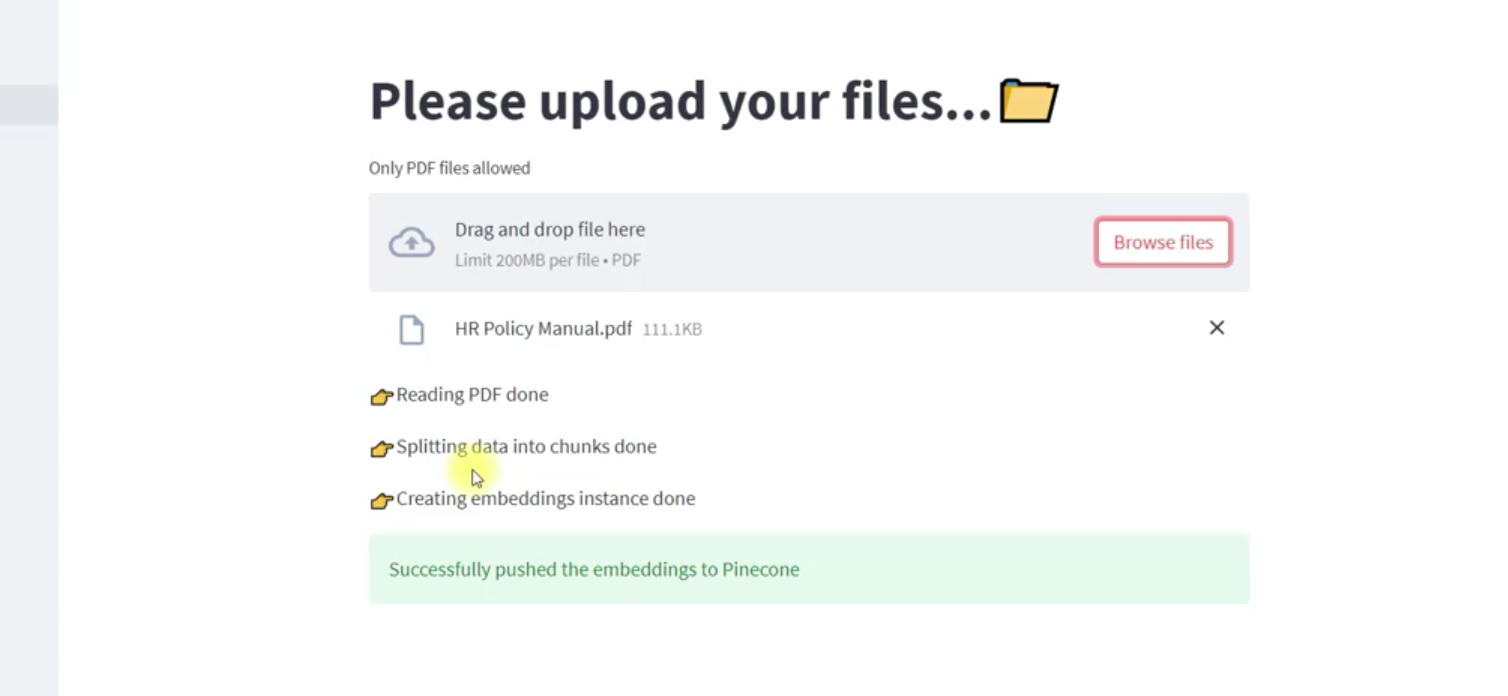 Please upload your files...📁
Only PDF files allowed
Drag and drop file here
Limit 200MB per file • PDF
Browse files
HR Policy Manual.pdf 111.1KB
👉Reading PDF done
👉Splitting data into chunks done
👉Creating embeddings instance done
Successfully pushed the embeddings to Pinecone